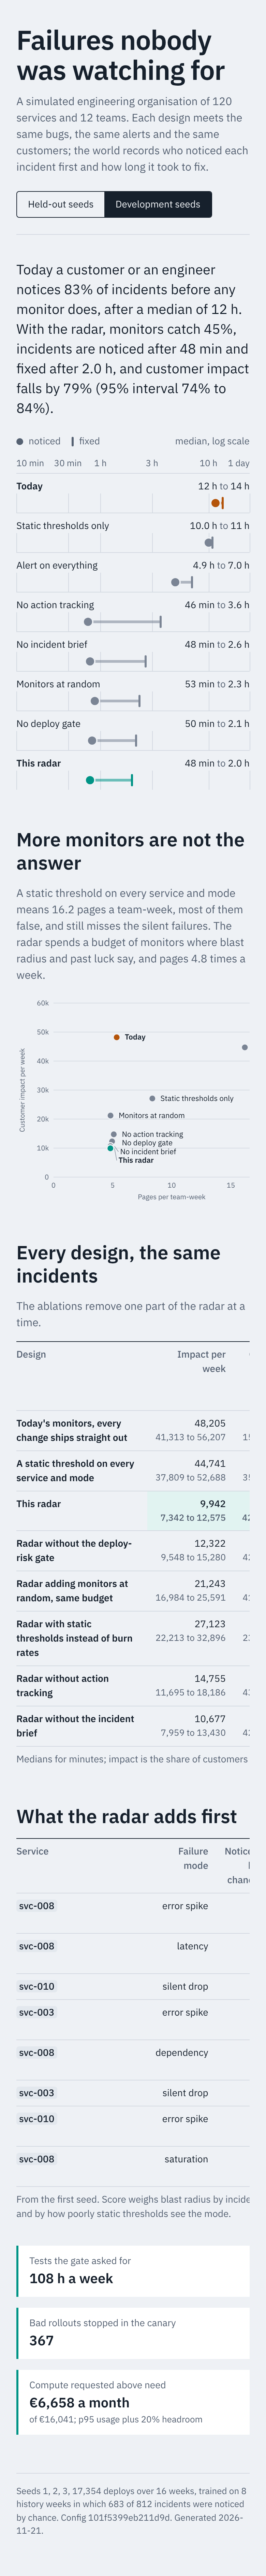 Failures nobody
was watching for
A simulated engineering organisation of 120
services and 12 teams. Each design meets the
same bugs, the same alerts and the same
customers; the world records who noticed each
incident first and how long it took to fix.
Held-out seeds
Development seeds
Today a customer or an engineer
notices 83% of incidents before any
monitor does, after a median of 12 h.
With the radar, monitors catch 45%,
incidents are noticed after 48 min and
fixed after 2.0 h, and customer impact
falls by 79% (95% interval 74% to
84%).
noticed fixed median, log scale
10 min 30 min 1 h 3 h 10 h 1 day
Today 12 h to 14 h
Static thresholds only 10.0 h to 11 h
Alert on everything 4.9 h to 7.0 h
No action tracking 46 min to 3.6 h
No incident brief 48 min to 2.6 h
Monitors at random 53 min to 2.3 h
No deploy gate 50 min to 2.1 h
This radar 48 min to 2.0 h
More monitors are not the
answer
A static threshold on every service and mode
means 16.2 pages a team-week, most of them
false, and still misses the silent failures. The
radar spends a budget of monitors where blast
radius and past luck say, and pages 4.8 times a
week.
Customer impact per week
60k
50k
40k
30k
20k
10k
0
Today
Static thresholds only
Monitors at random
No action tracking
No deploy gate
No incident brief
This radar
0 5 10 15
Pages per team-week
Every design, the same
incidents
The ablations remove one part of the radar at a
time.
Design Impact per
week
Today's monitors, every 48,205
change ships straight out 41,313 to 56,207
A static threshold on every 44,741
service and mode 37,809 to 52,688
This radar 9,942
7,342 to 12,575
Radar without the deploy- 12,322
risk gate 9,548 to 15,280
Radar adding monitors at 21,243
random, same budget 16,984 to 25,591
Radar with static 27,123
thresholds instead of burn 22,213 to 32,896
rates
Radar without action 14,755
tracking 11,695 to 18,186
Radar without the incident 10,677
brief 7,959 to 13,430
Medians for minutes; impact is the share of customers
What the radar adds first
Service Failure
mode
svc-008 error spike
svc-008 latency
svc-010 silent drop
svc-003 error spike
svc-008 dependency
svc-003 silent drop
svc-010 error spike
svc-008 saturation
From the first seed. Score weighs blast radius by incide
and by how poorly static thresholds see the mode.
Tests the gate asked for
108 h a week
Bad rollouts stopped in the canary
367
Compute requested above need
€6,658 a month
of €16,041; p95 usage plus 20% headroom
Seeds 1, 2, 3, 17,354 deploys over 16 weeks, trained on 8
history weeks in which 683 of 812 incidents were noticed
by chance. Config 101f5399eb211d9d. Generated 2026-
11-21.